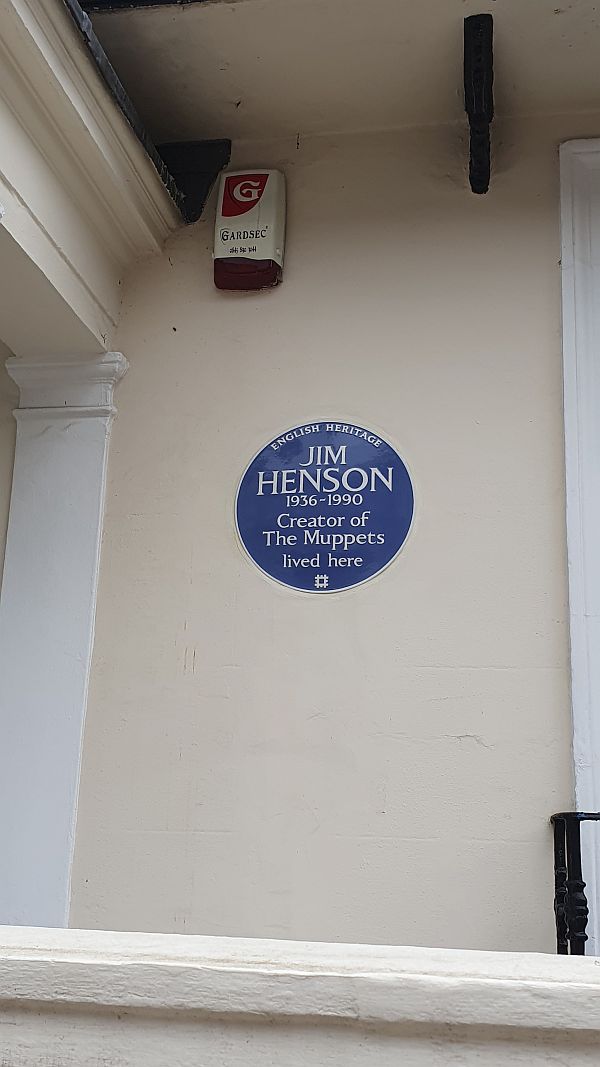 G
GARDSEC
ENGLISH HERITAGE
JIM
HENSON
1936-1990
Creator of
The Muppets
lived here